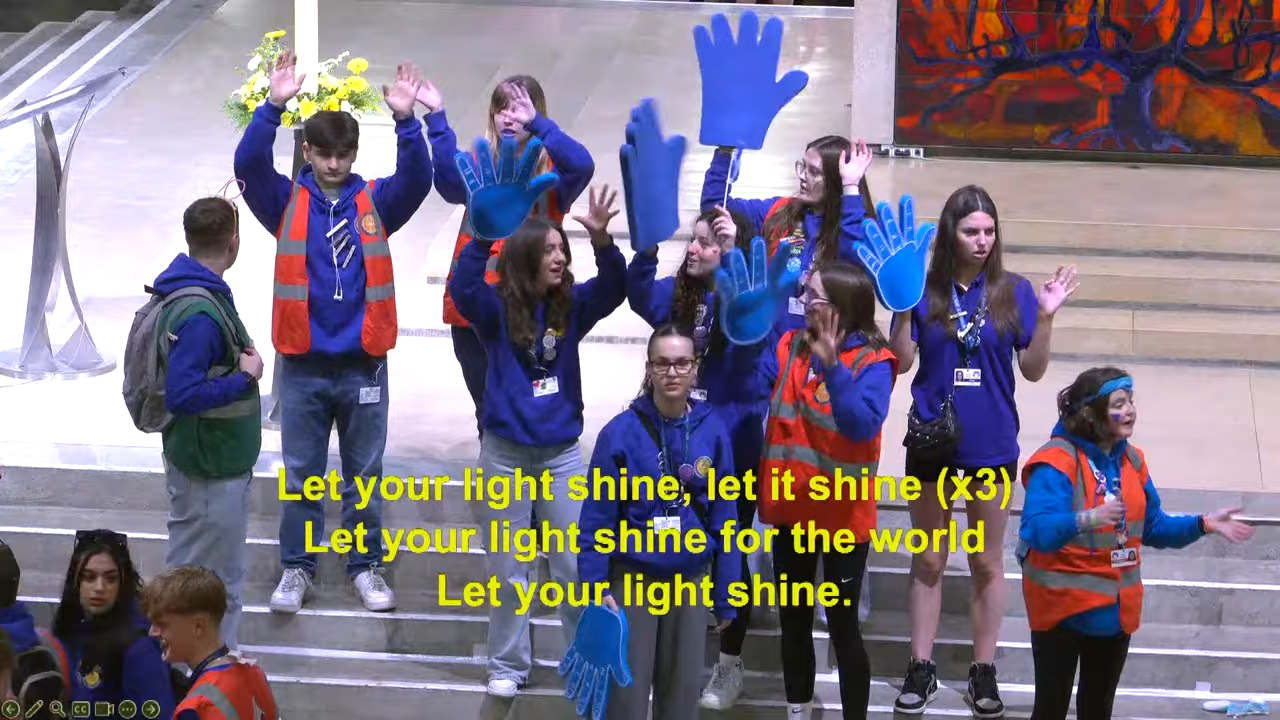 Let your light shine, let it shine (x3)
Let your light shine for the world
Let your light shine.